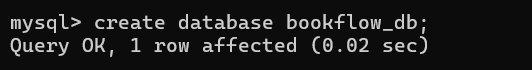 mysql> create database bookflow_db;
Query OK, 1 row affected (0.02 sec)